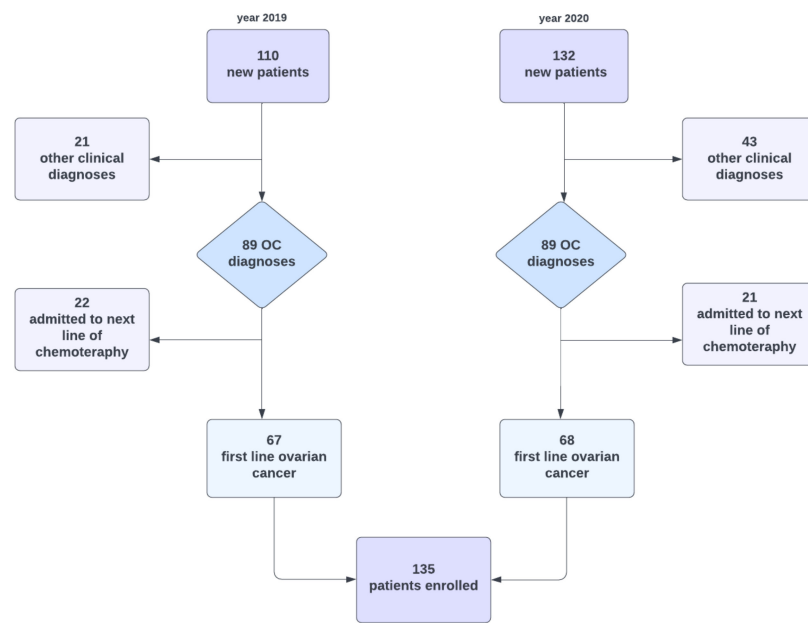 year 2019
year 2020
110
new patients
132
new patients
21
other clinical
diagnoses
43
other clinical
diagnoses
89 OC
diagnoses
89 OC
diagnoses
22
admitted to next
line of
chemoteraphy
21
admitted to next
line of
chemoteraphy
67
first line ovarian
cancer
68
first line ovarian
cancer
135
patients enrolled